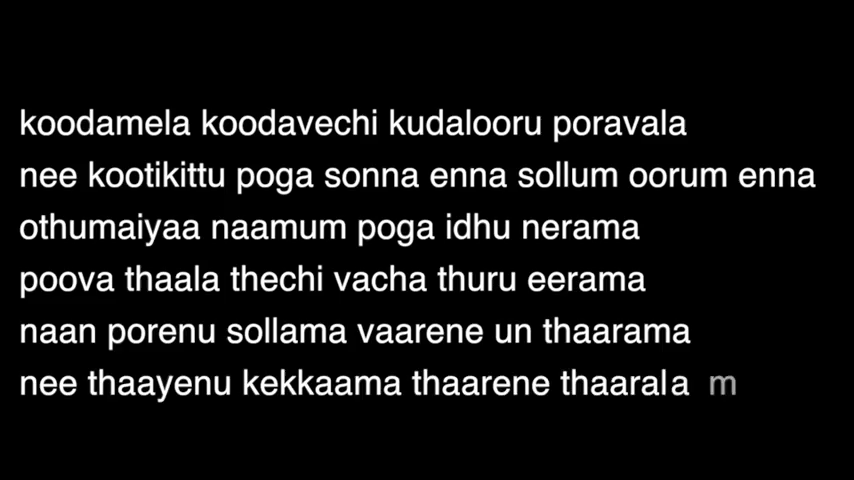 koodamela koodavechi kudalooru poravala
nee kootikittu poga sonna enna sollum oorum enna
othumaiyaa naamum poga idhu nerama
poova thaala thechi vacha thuru eerama
naan porenu sollama vaarene un thaarama
nee thaayenu kekkaama thaarene thaarala m